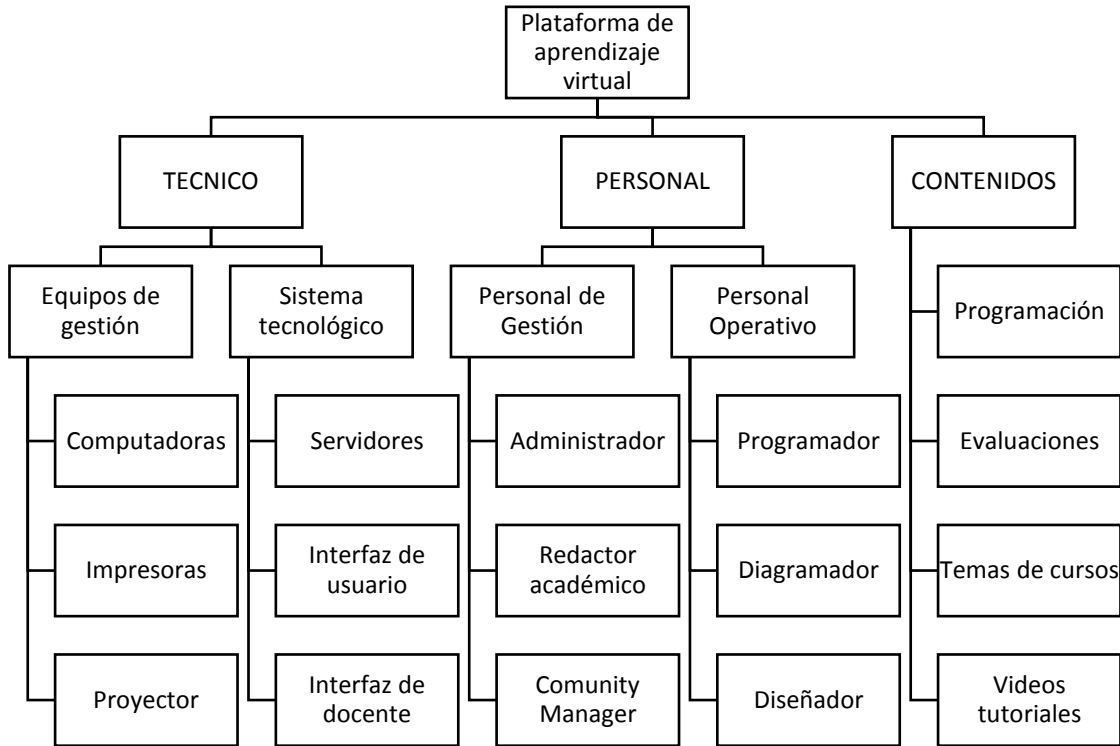 Plataforma de
aprendizaje
virtual
TECNICO
PERSONAL
CONTENIDOS
Equipos de
gestión
Sistema
tecnológico
Personal de
Gestión
Personal
Operativo
Programación
Computadoras
Servidores
Administrador
Programador
Evaluaciones
Impresoras
Interfaz de
usuario
Redactor
académico
Diagramador
Temas de cursos
Proyector
Interfaz de
docente
Comunity
Manager
Diseñador
Videos
tutoriales